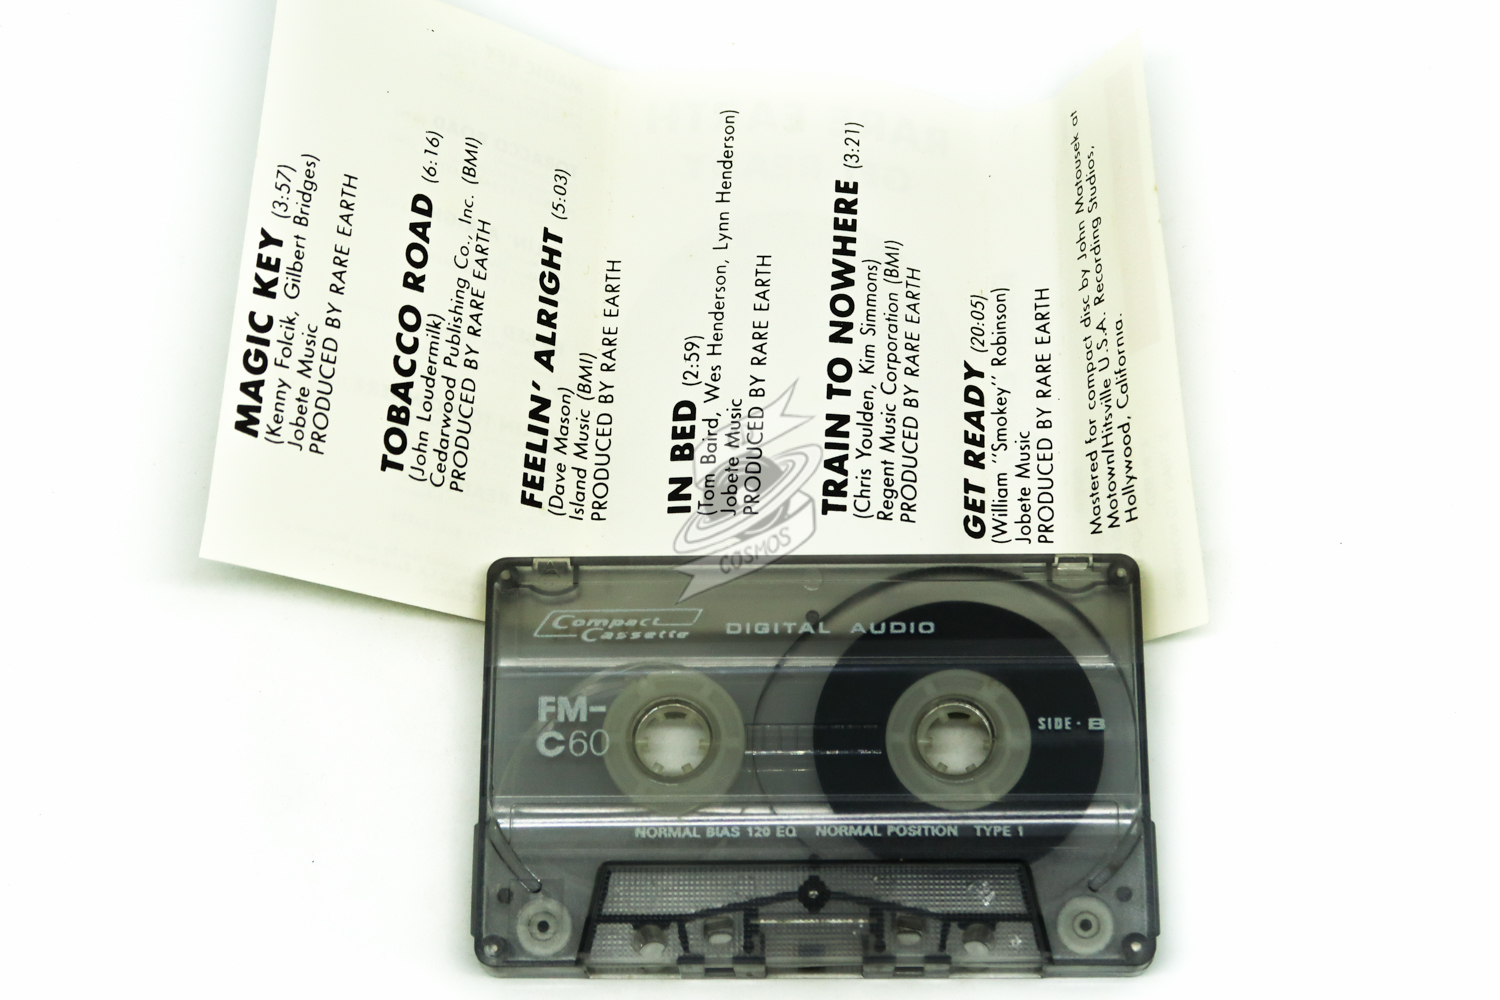 MAGIC KEY (3:57)
(Kenny Folcik, Gilbert Bridges)
Jobete Music
PRODUCED BY RARE EARTH
TOBACCO ROAD (6:16)
(John Loudermilk)
Cedarwood Publishing Co., Inc. (BMI)
PRODUCED BY RARE EARTH
FEELIN' ALRIGHT (5:03)
(Dave Mason)
Island Music (BMI)
PRODUCED BY RARE EARTH
IN BED (2:59)
(Tom Baird, Wes Henderson, Lynn Henderson)
Jobete Music
PRODUCED BY RARE EARTH
TRAIN TO NOWHERE (3:21)
(Chris Youlden, Kim Simmons)
Regent Music Corporation (BMI)
PRODUCED BY RARE EARTH
GET READY (20:05)
(William "Smokey" Robinson)
Jobete Music
PRODUCED BY RARE EARTH
Mastered for compact disc by John Matousek at
Motown/Hitsville U.S.A. Recording Studios,
Hollywood, California.
COSMOS
Compact
Cassette
DIGITAL AUDIO
FM-
C60
SIDE · B
NORMAL BIAS 120 EQ NORMAL POSITION TYPE 1